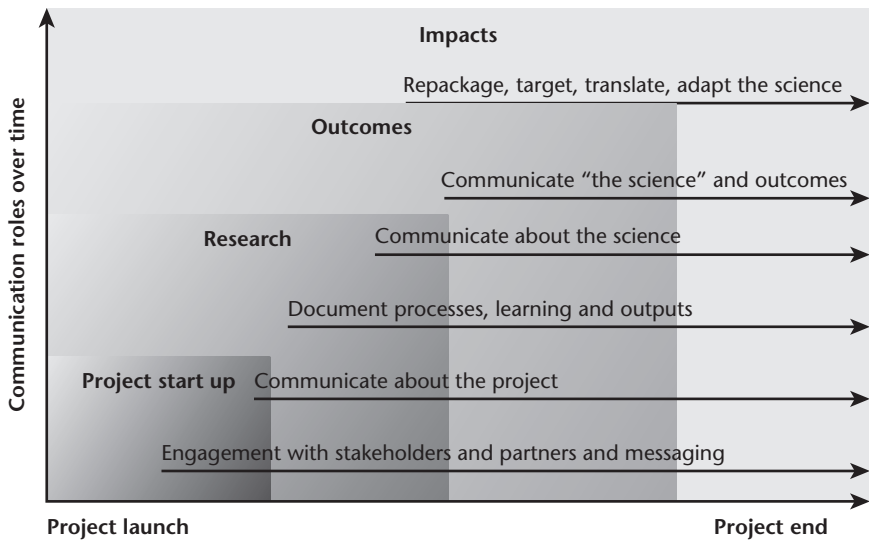 Communication roles over time
Impacts
Repackage, target, translate, adapt the science
Outcomes
Communicate “the science” and outcomes
Research
Communicate about the science
Document processes, learning and outputs
Project start up
Communicate about the project
Engagement with stakeholders and partners and messaging
Project launch
Project end